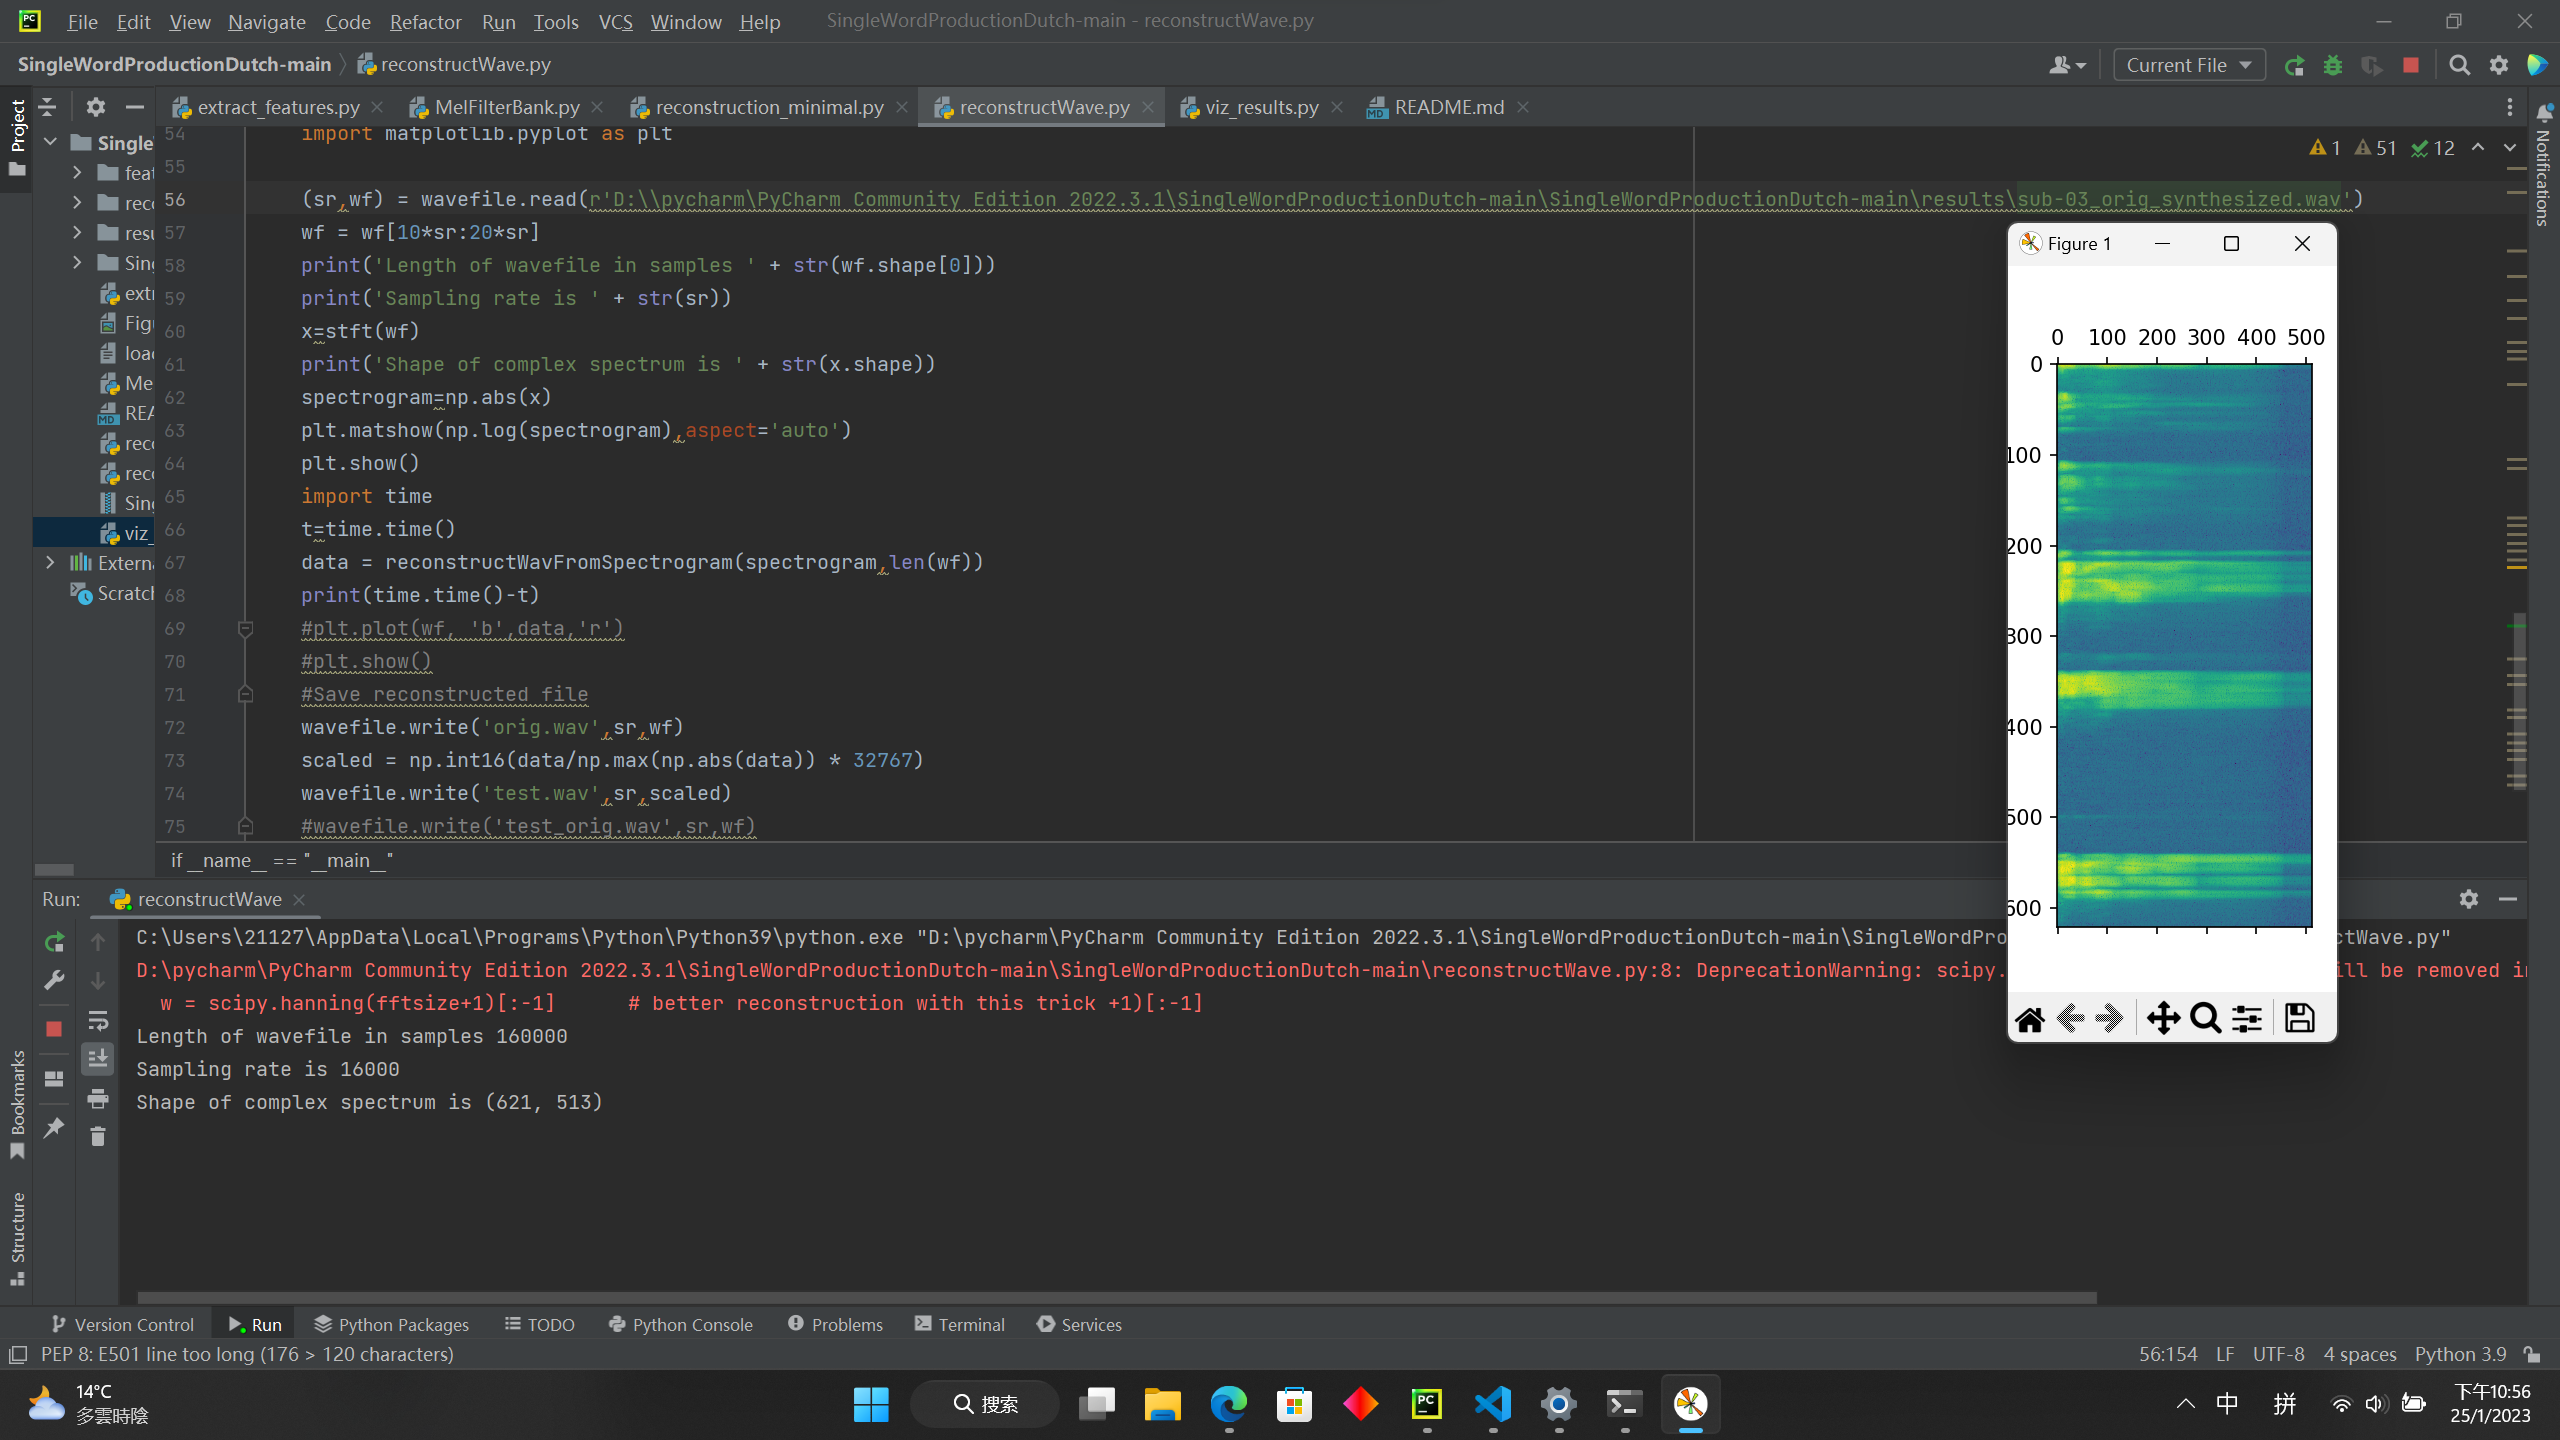 File Edit View Navigate Code Refactor Run Tools VCS Window Help SingleWordProductionDutch-main - reconstructWave.py
SingleWordProductionDutch-main reconstructWave.py Current File
Project extract_features.py MelFilterBank.py reconstruction_minimal.py reconstructWave.py viz_results.py README.md
Notifications
Single
feat
reco
resu
Sing
extr
Figu
load
Me
REA
reco
reco
Sing
viz_
Externa
Scratch
1 51 12
54 import matplotlib.pyplot as plt
55
56 (sr,wf) = wavefile.read(r'D:\\pycharm\PyCharm Community Edition 2022.3.1\SingleWordProductionDutch-main\SingleWordProductionDutch-main\results\sub-03_orig_synthesized.wav')
57 wf = wf[10*sr:20*sr]
58 print('Length of wavefile in samples ' + str(wf.shape[0]))
59 print('Sampling rate is ' + str(sr))
60 x=stft(wf)
61 print('Shape of complex spectrum is ' + str(x.shape))
62 spectrogram=np.abs(x)
63 plt.matshow(np.log(spectrogram),aspect='auto')
64 plt.show()
65 import time
66 t=time.time()
67 data = reconstructWavFromSpectrogram(spectrogram,len(wf))
68 print(time.time()-t)
69 #plt.plot(wf, 'b',data,'r')
70 #plt.show()
71 #Save reconstructed file
72 wavefile.write('orig.wav',sr,wf)
73 scaled = np.int16(data/np.max(np.abs(data)) * 32767)
74 wavefile.write('test.wav',sr,scaled)
75 #wavefile.write('test_orig.wav',sr,wf)
if __name__ == "__main__"
Figure 1
0 100 200 300 400 500
0
100
200
300
400
500
600
Run: reconstructWave
C:\Users\21127\AppData\Local\Programs\Python\Python39\python.exe "D:\pycharm\PyCharm Community Edition 2022.3.1\SingleWordProductionDutch-main\SingleWordPro ctWave.py"
D:\pycharm\PyCharm Community Edition 2022.3.1\SingleWordProductionDutch-main\SingleWordProductionDutch-main\reconstructWave.py:8: DeprecationWarning: scipy. ill be removed in
w = scipy.hanning(fftsize+1)[:-1] # better reconstruction with this trick +1)[:-1]
Length of wavefile in samples 160000
Sampling rate is 16000
Shape of complex spectrum is (621, 513)
Bookmarks
Structure
Version Control Run Python Packages TODO Python Console Problems Terminal Services
PEP 8: E501 line too long (176 > 120 characters) 56:154 LF UTF-8 4 spaces Python 3.9
14°C
多雲時陰
搜索
中 拼
下午10:56
25/1/2023